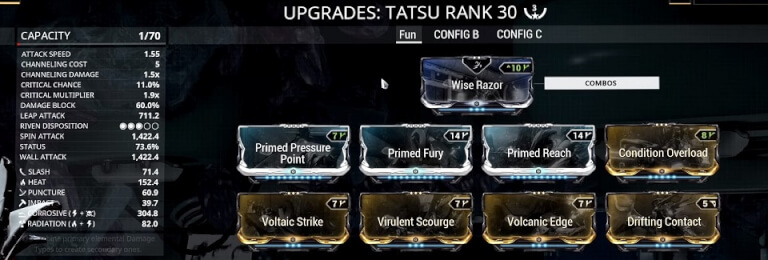 UPGRADES: TATSU RANK 30
CAPACITY 1/70
Fun CONFIG B CONFIG C
ATTACK SPEED 1.55
CHANNELING COST 5
CHANNELING DAMAGE 1.5x
CRITICAL CHANCE 11.0%
CRITICAL MULTIPLIER 1.9x
DAMAGE BLOCK 60.0%
LEAP ATTACK 711.2
RIVEN DISPOSITION
SPIN ATTACK 1,422.4
STATUS 73.6%
WALL ATTACK 1,422.4
SLASH 71.4
HEAT 152.4
PUNCTURE 60.9
IMPACT 39.7
CORROSIVE ( + ) 304.8
RADIATION ( + ) 82.0
10
Wise Razor
COMBOS
7
Primed Pressure
Point
14
Primed Fury
14
Primed Reach
8
Condition Overload
7
Voltaic Strike
7
Virulent Scourge
7
Volcanic Edge
5
Drifting Contact